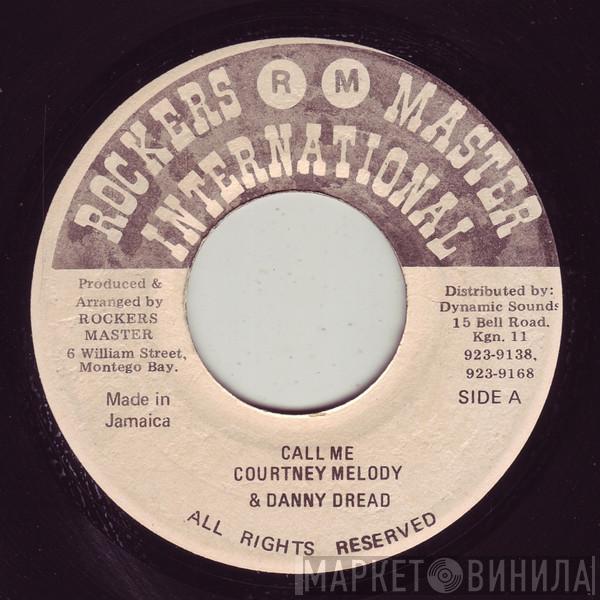 ROCKERS R M MASTER
INTERNATIONAL
Produced &
Arranged by
ROCKERS
MASTER
6 William Street,
Montego Bay.
Made in
Jamaica
Distributed by:
Dynamic Sounds
15 Bell Road.
Kgn. 11
923-9138,
923-9168
SIDE A
CALL ME
COURTNEY MELODY
& DANNY DREAD
ALL RIGHTS RESERVED
МАРКЕТ ВИНИЛА